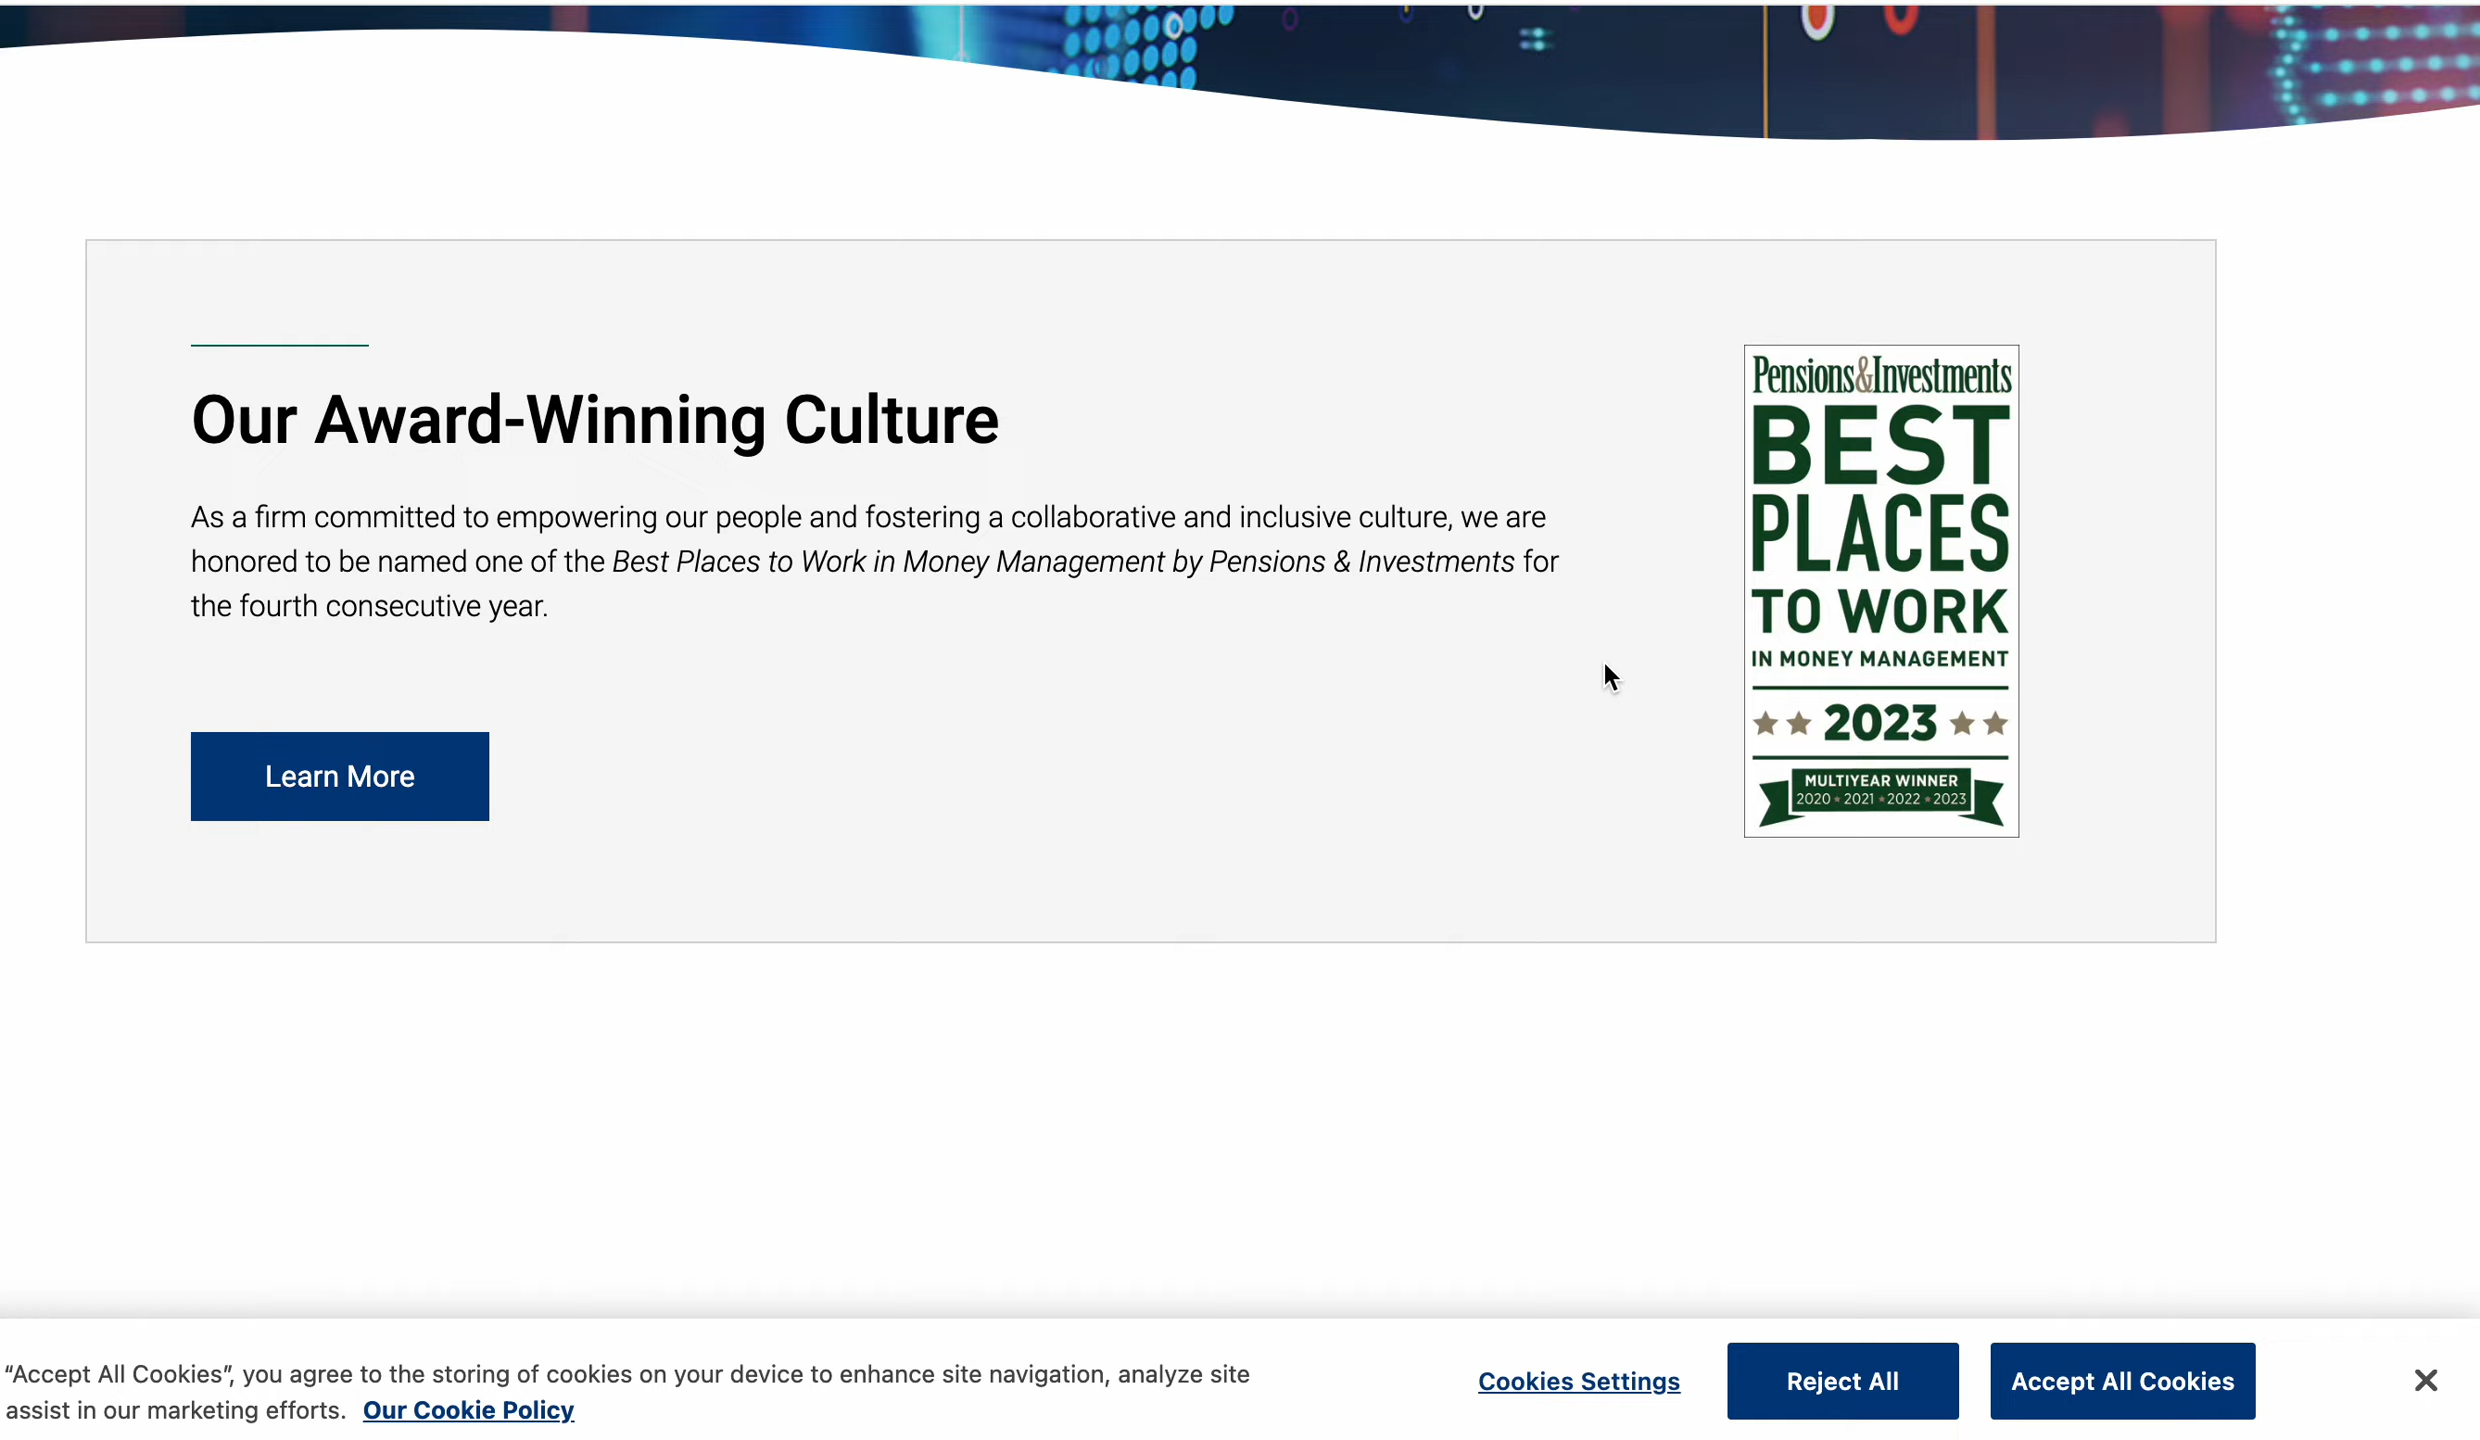 Our Award-Winning Culture
As a firm committed to empowering our people and fostering a collaborative and inclusive culture, we are
honored to be named one of the Best Places to Work in Money Management by Pensions & Investments for
the fourth consecutive year.
Learn More
Pensions&Investments
BEST
PLACES
TO WORK
IN MONEY MANAGEMENT
2023
MULTIYEAR WINNER
2020 ★ 2021 ★ 2022 ★ 2023
“Accept All Cookies”, you agree to the storing of cookies on your device to enhance site navigation, analyze site
assist in our marketing efforts. Our Cookie Policy
Cookies Settings
Reject All
Accept All Cookies